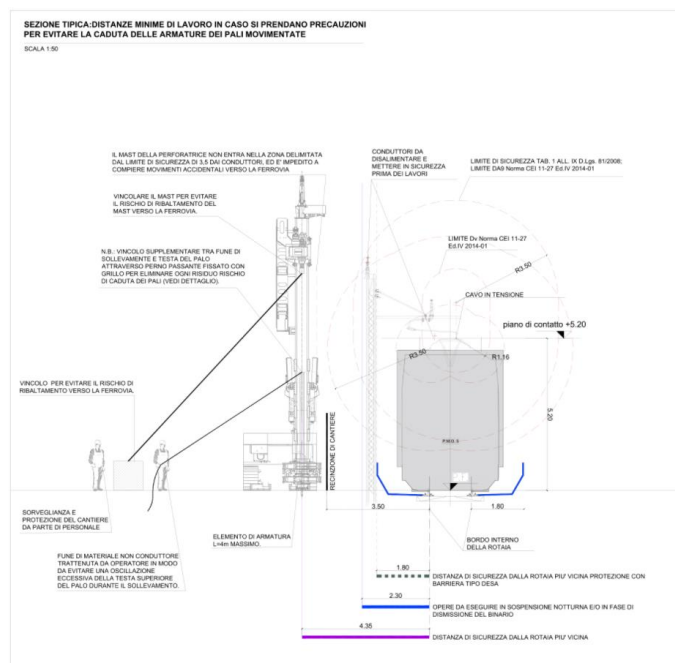 SEZIONE TIPICA:DISTANZE MINIME DI LAVORO IN CASO SI PRENDANO PRECAUZIONI
PER EVITARE LA CADUTA DELLE ARMATURE DEI PALI MOVIMENTATE
SCALA 1:50
IL MAST DELLA PERFORATRICE NON ENTRA NELLA ZONA DELIMITATA
DAL LIMITE DI SICUREZZA DI 3,5 DAI CONDUTTORI, ED E' IMPEDITO A
COMPIERE MOVIMENTI ACCIDENTALI VERSO LA FERROVIA
CONDUTTORI DA
DISALIMENTARE E
METTERE IN SICUREZZA
PRIMA DEI LAVORI
LIMITE DI SICUREZZA TAB. 1 ALL. IX D.Lgs. 81/2008;
LIMITE DA9 Norma CEI 11-27 Ed.IV 2014-01
VINCOLARE IL MAST PER EVITARE
IL RISCHIO DI RIBALTAMENTO DEL
MAST VERSO LA FERROVIA.
LIMITE Dv Norma CEI 11-27
Ed.IV 2014-01
N.B.: VINCOLO SUPPLEMENTARE TRA FUNE DI
SOLLEVAMENTO E TESTA DEL PALO
ATTRAVERSO PERNO PASSANTE FISSATO CON
GRILLO PER ELIMINARE OGNI RISIDUO RISCHIO
DI CADUTA DEI PALI (VEDI DETTAGLIO).
R3.50
CAVO IN TENSIONE
piano di contatto +5.20
R3.50
R1.16
VINCOLO PER EVITARE IL RISCHIO DI
RIBALTAMENTO VERSO LA FERROVIA.
RECINZIONE DI CANTIERE
5.20
P.M.O. 5
3.50
1.80
SORVEGLIANZA E
PROTEZIONE DEL CANTIERE
DA PARTE DI PERSONALE
ELEMENTO DI ARMATURA
L=4m MASSIMO.
BORDO INTERNO
DELLA ROTAIA
FUNE DI MATERIALE NON CONDUTTORE
TRATTENUTA DA OPERATORE IN MODO
DA EVITARE UNA OSCILLAZIONE
ECCESSIVA DELLA TESTA SUPERIORE
DEL PALO DURANTE IL SOLLEVAMENTO.
1.80
DISTANZA DI SICUREZZA DALLA ROTAIA PIU' VICINA PROTEZIONE CON
BARRIERA TIPO DESA
2.30
OPERE DA ESEGUIRE IN SOSPENSIONE NOTTURNA E/O IN FASE DI
DISMISSIONE DEL BINARIO
4.35
DISTANZA DI SICUREZZA DALLA ROTAIA PIU' VICINA